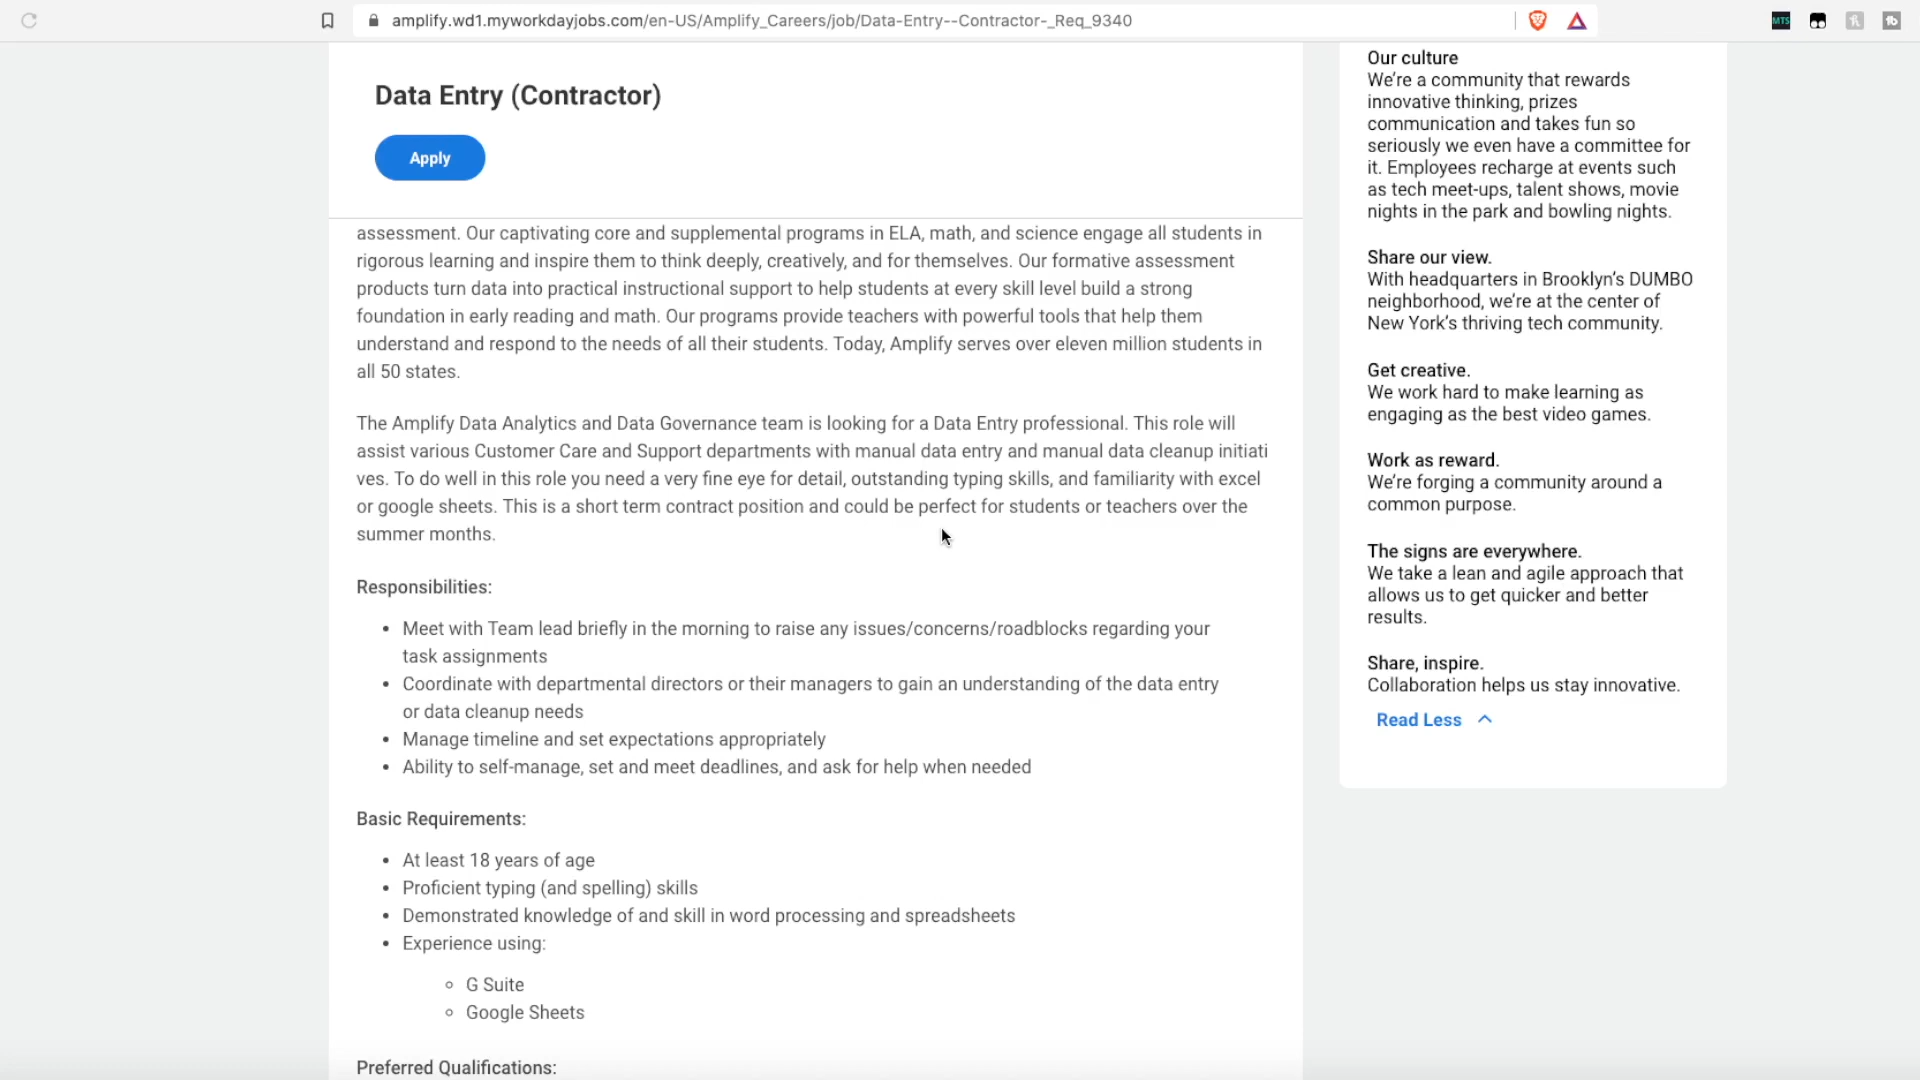 amplify.wd1.myworkdayjobs.com/en-US/Amplify_Careers/job/Data-Entry--Contractor-_Req_9340
MTS
Data Entry (Contractor)
Apply
assessment. Our captivating core and supplemental programs in ELA, math, and science engage all students in
rigorous learning and inspire them to think deeply, creatively, and for themselves. Our formative assessment
products turn data into practical instructional support to help students at every skill level build a strong
foundation in early reading and math. Our programs provide teachers with powerful tools that help them
understand and respond to the needs of all their students. Today, Amplify serves over eleven million students in
all 50 states.
The Amplify Data Analytics and Data Governance team is looking for a Data Entry professional. This role will
assist various Customer Care and Support departments with manual data entry and manual data cleanup initiati
ves. To do well in this role you need a very fine eye for detail, outstanding typing skills, and familiarity with excel
or google sheets. This is a short term contract position and could be perfect for students or teachers over the
summer months.
Responsibilities:
• Meet with Team lead briefly in the morning to raise any issues/concerns/roadblocks regarding your
task assignments
• Coordinate with departmental directors or their managers to gain an understanding of the data entry
or data cleanup needs
• Manage timeline and set expectations appropriately
• Ability to self-manage, set and meet deadlines, and ask for help when needed
Basic Requirements:
• At least 18 years of age
• Proficient typing (and spelling) skills
• Demonstrated knowledge of and skill in word processing and spreadsheets
• Experience using:
◦ G Suite
◦ Google Sheets
Preferred Qualifications:
Our culture
We're a community that rewards
innovative thinking, prizes
communication and takes fun so
seriously we even have a committee for
it. Employees recharge at events such
as tech meet-ups, talent shows, movie
nights in the park and bowling nights.
Share our view.
With headquarters in Brooklyn's DUMBO
neighborhood, we're at the center of
New York's thriving tech community.
Get creative.
We work hard to make learning as
engaging as the best video games.
Work as reward.
We're forging a community around a
common purpose.
The signs are everywhere.
We take a lean and agile approach that
allows us to get quicker and better
results.
Share, inspire.
Collaboration helps us stay innovative.
Read Less